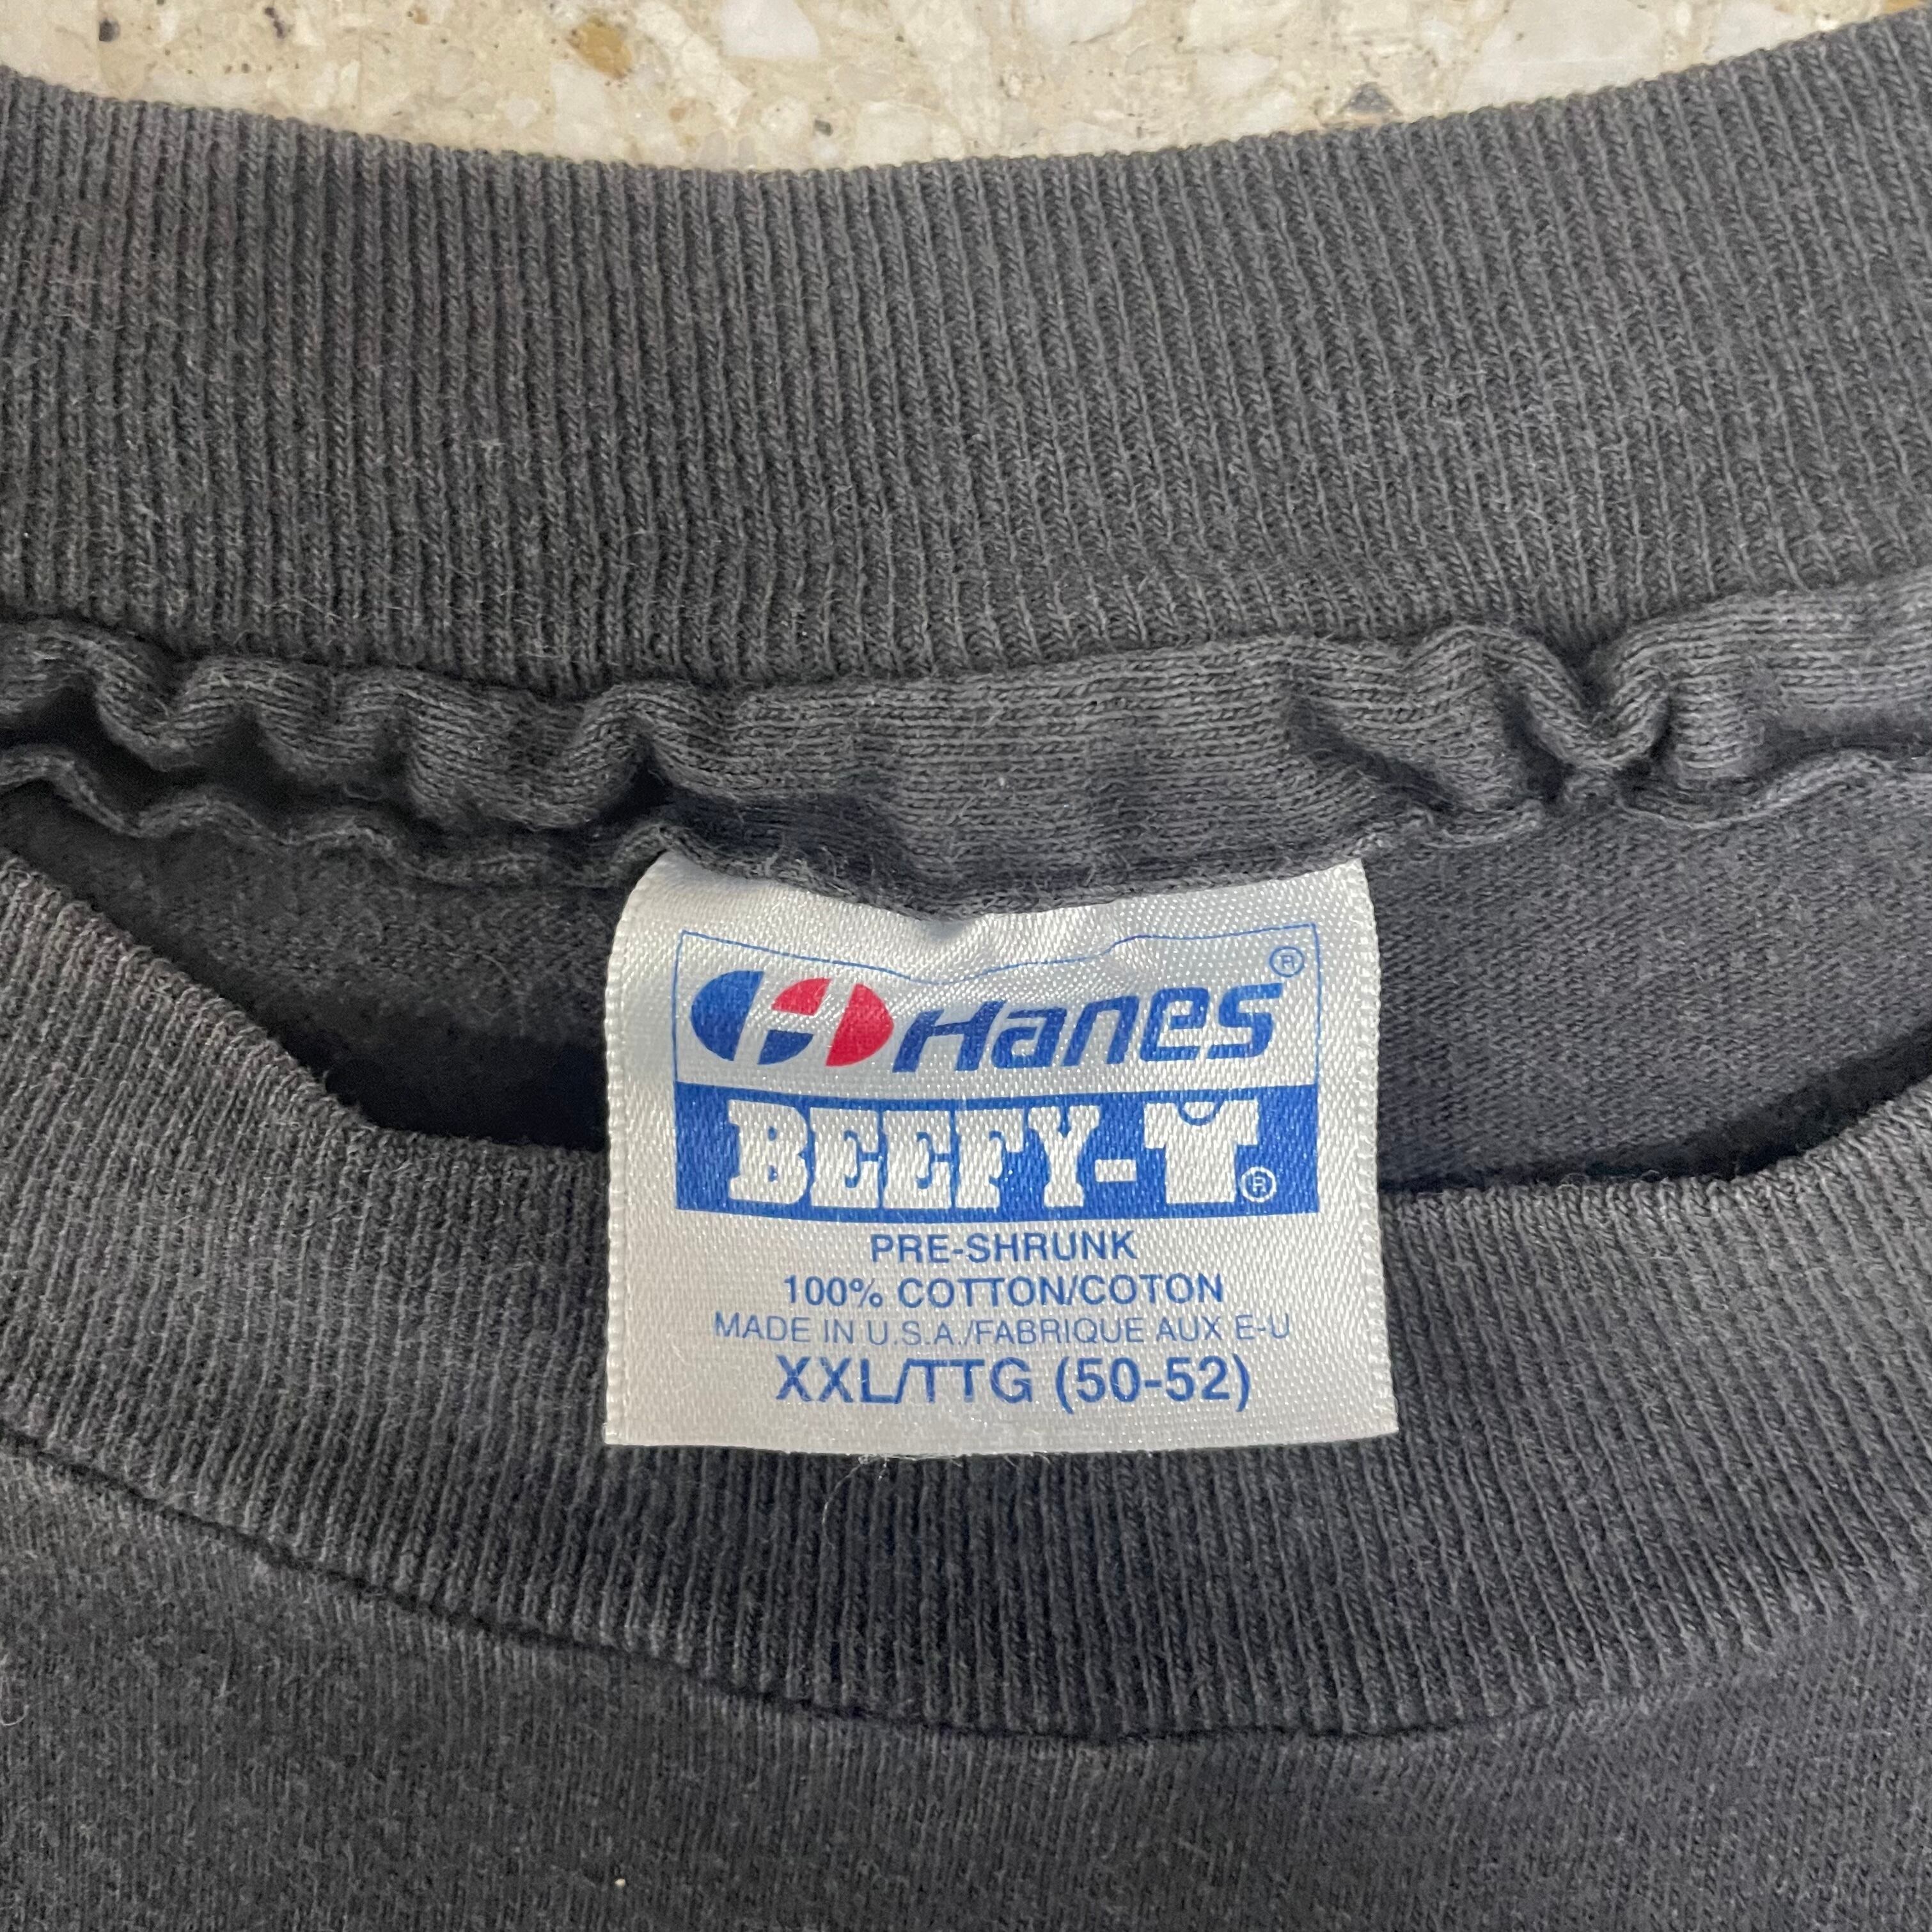 Hanes ®
BEEFY-T ®
PRE-SHRUNK
100% COTTON/COTON
MADE IN U.S.A./FABRIQUE AUX E-U
XXL/TTG (50-52)